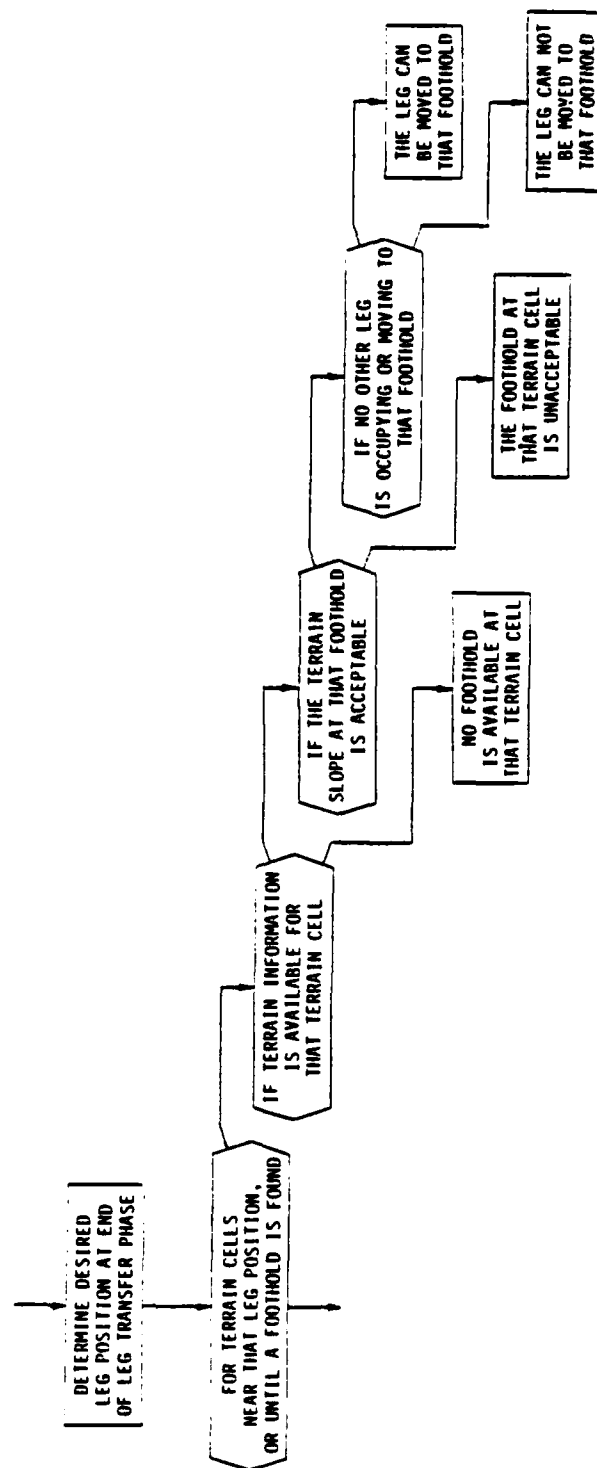 DETERMINE DESIRED
LEG POSITION AT END
OF LEG TRANSFER PHASE
FOR TERRAIN CELLS
NEAR THAT LEG POSITION,
OR UNTIL A FOOTHOLD IS FOUND
IF TERRAIN INFORMATION
IS AVAILABLE FOR
THAT TERRAIN CELL
IF THE TERRAIN
SLOPE AT THAT FOOTHOLD
IS ACCEPTABLE
IF NO OTHER LEG
IS OCCUPYING OR MOVING TO
THAT FOOTHOLD
THE LEG CAN
BE MOVED TO
THAT FOOTHOLD
THE LEG CAN NOT
BE MOVED TO
THAT FOOTHOLD
THE FOOTHOLD AT
THAT TERRAIN CELL
IS UNACCEPTABLE
NO FOOTHOLD
IS AVAILABLE AT
THAT TERRAIN CELL